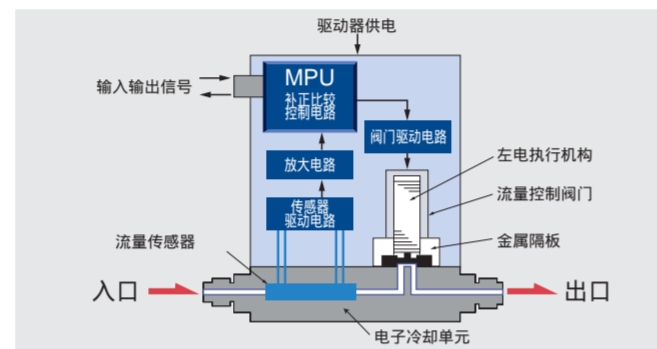 驱动器供电
输入输出信号
MPU
补正比较
控制电路
阀门驱动电路
放大电路
左电执行机构
传感器
驱动电路
流量控制阀门
流量传感器
金属隔板
入口
出口
电子冷却单元